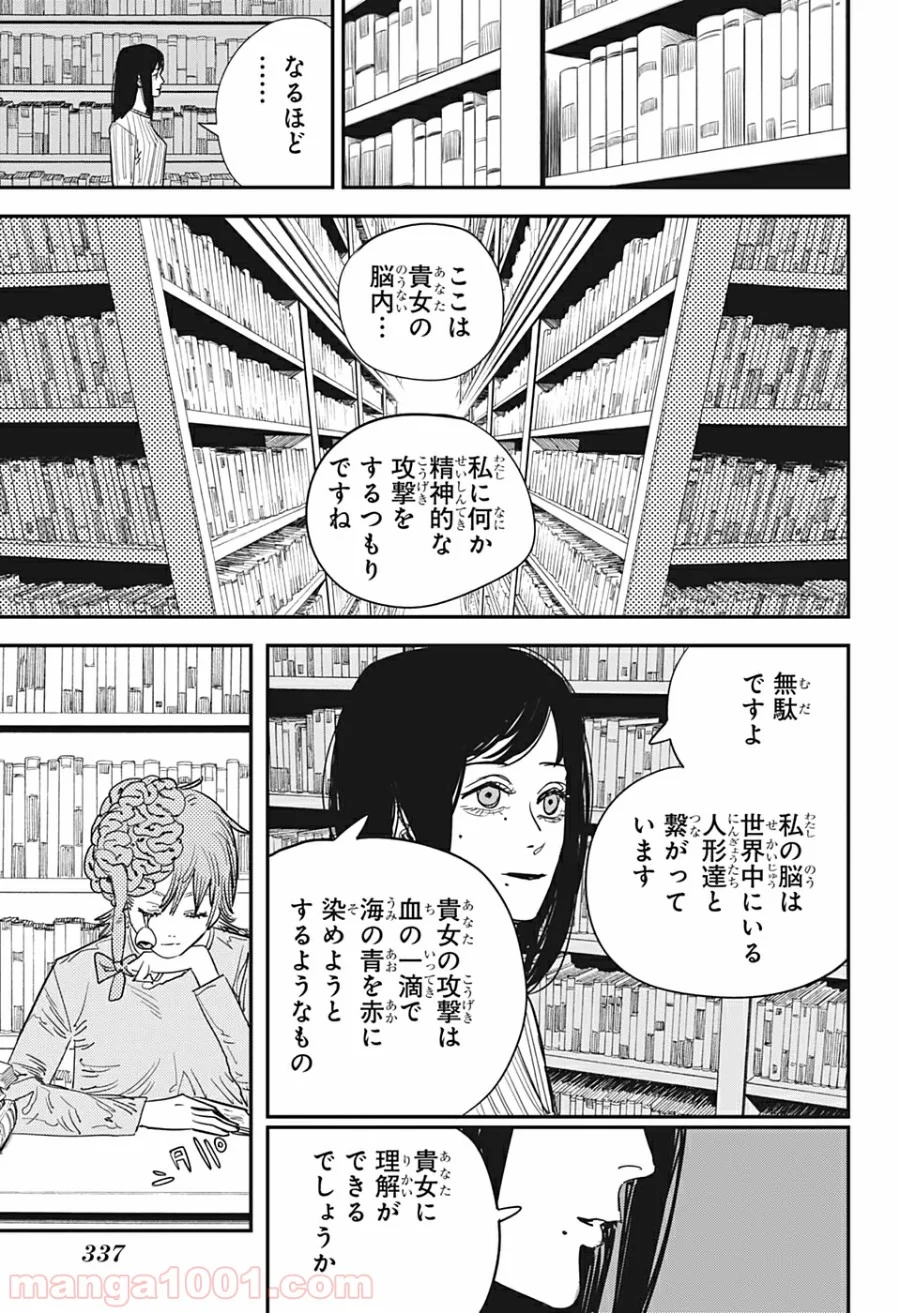 なるほど
……
ここは
貴女の
脳内…
私に何か
精神的な
攻撃を
するつもり
ですね
無駄
ですよ
私の脳は
世界中にいる
人形達と
繋がって
います
貴女の攻撃は
血の一滴で
海の青を赤に
染めようと
するようなもの
貴女に
理解が
できる
でしょうか
337
manga1001.com